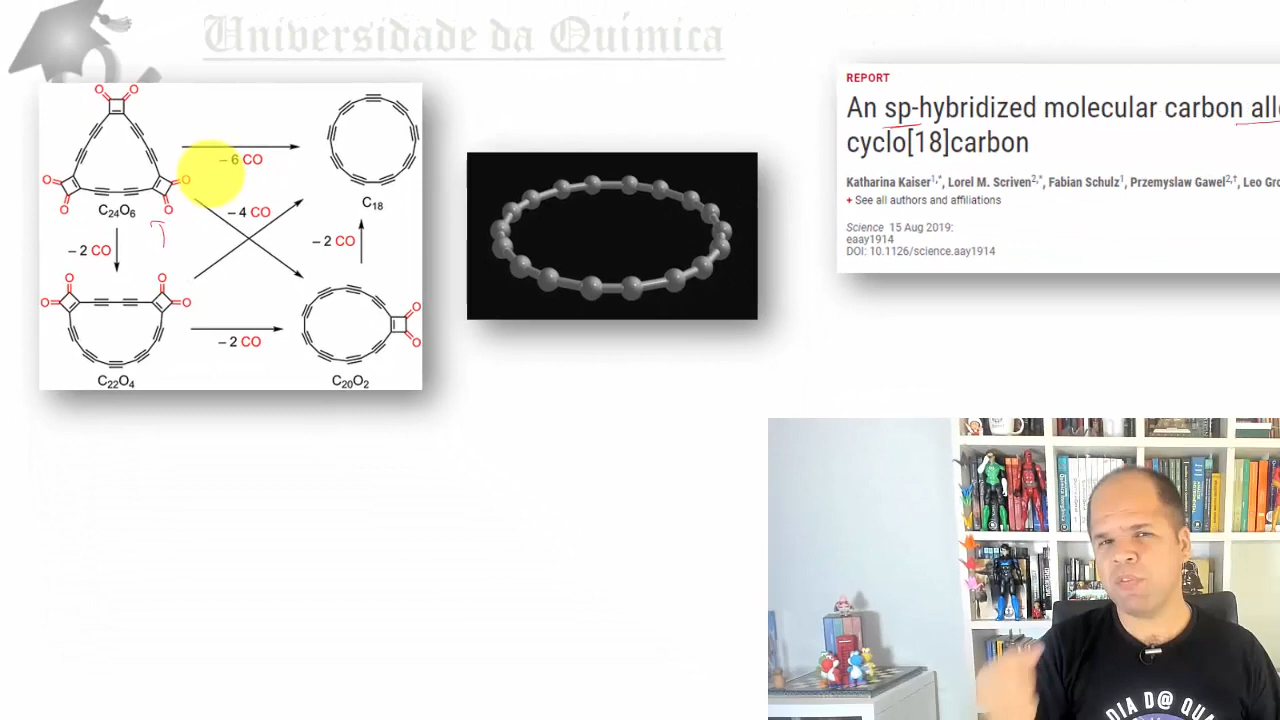 Universidade da Química
O O
– 6 CO
O O
O O
C24O6
C18
– 4 CO
– 2 CO
– 2 CO
O O
O O
O
O
– 2 CO
C22O4
C20O2
REPORT
An sp-hybridized molecular carbon all
cyclo[18]carbon
Katharina Kaiser1,*, Lorel M. Scriven2,*, Fabian Schulz1, Przemyslaw Gawel2,†, Leo Gro
+ See all authors and affiliations
Science 15 Aug 2019:
eaay1914
DOI: 10.1126/science.aay1914
DIA D@ QU